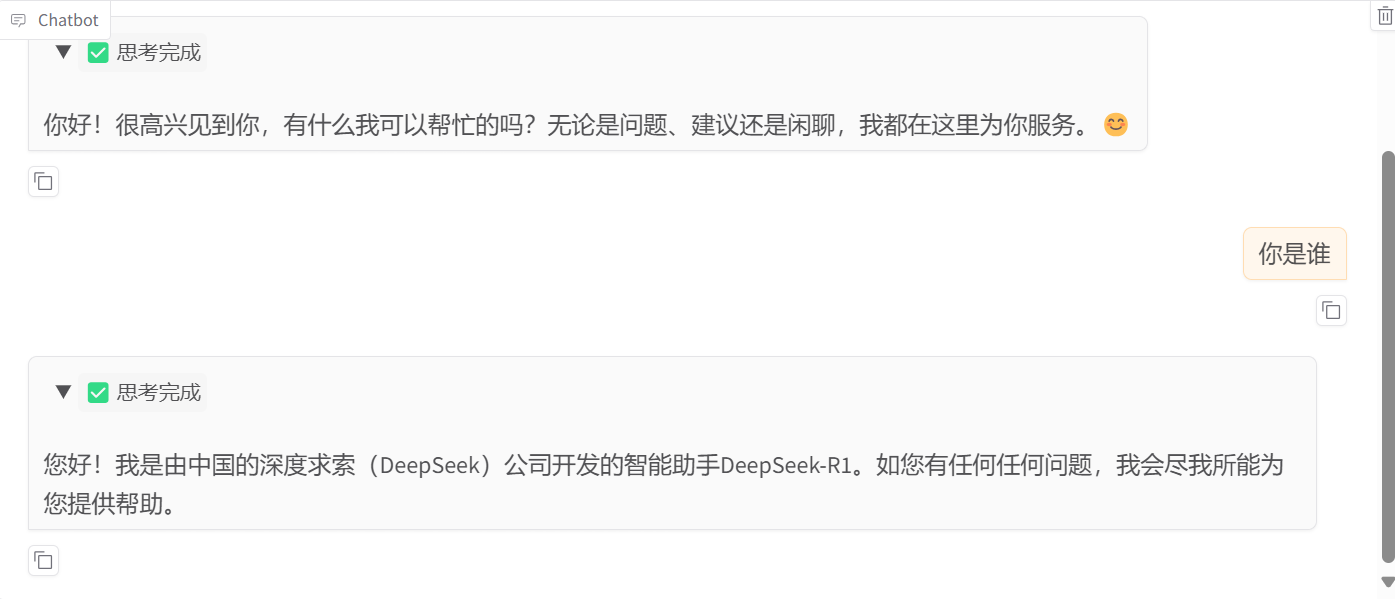 Chatbot
思考完成
你好！很高兴见到你，有什么我可以帮忙的吗？无论是问题、建议还是闲聊，我都在这里为你服务。😊
你是谁
思考完成
您好！我是由中国的深度求索（DeepSeek）公司开发的智能助手DeepSeek-R1。如您有任何任何问题，我会尽我所能为
您提供帮助。